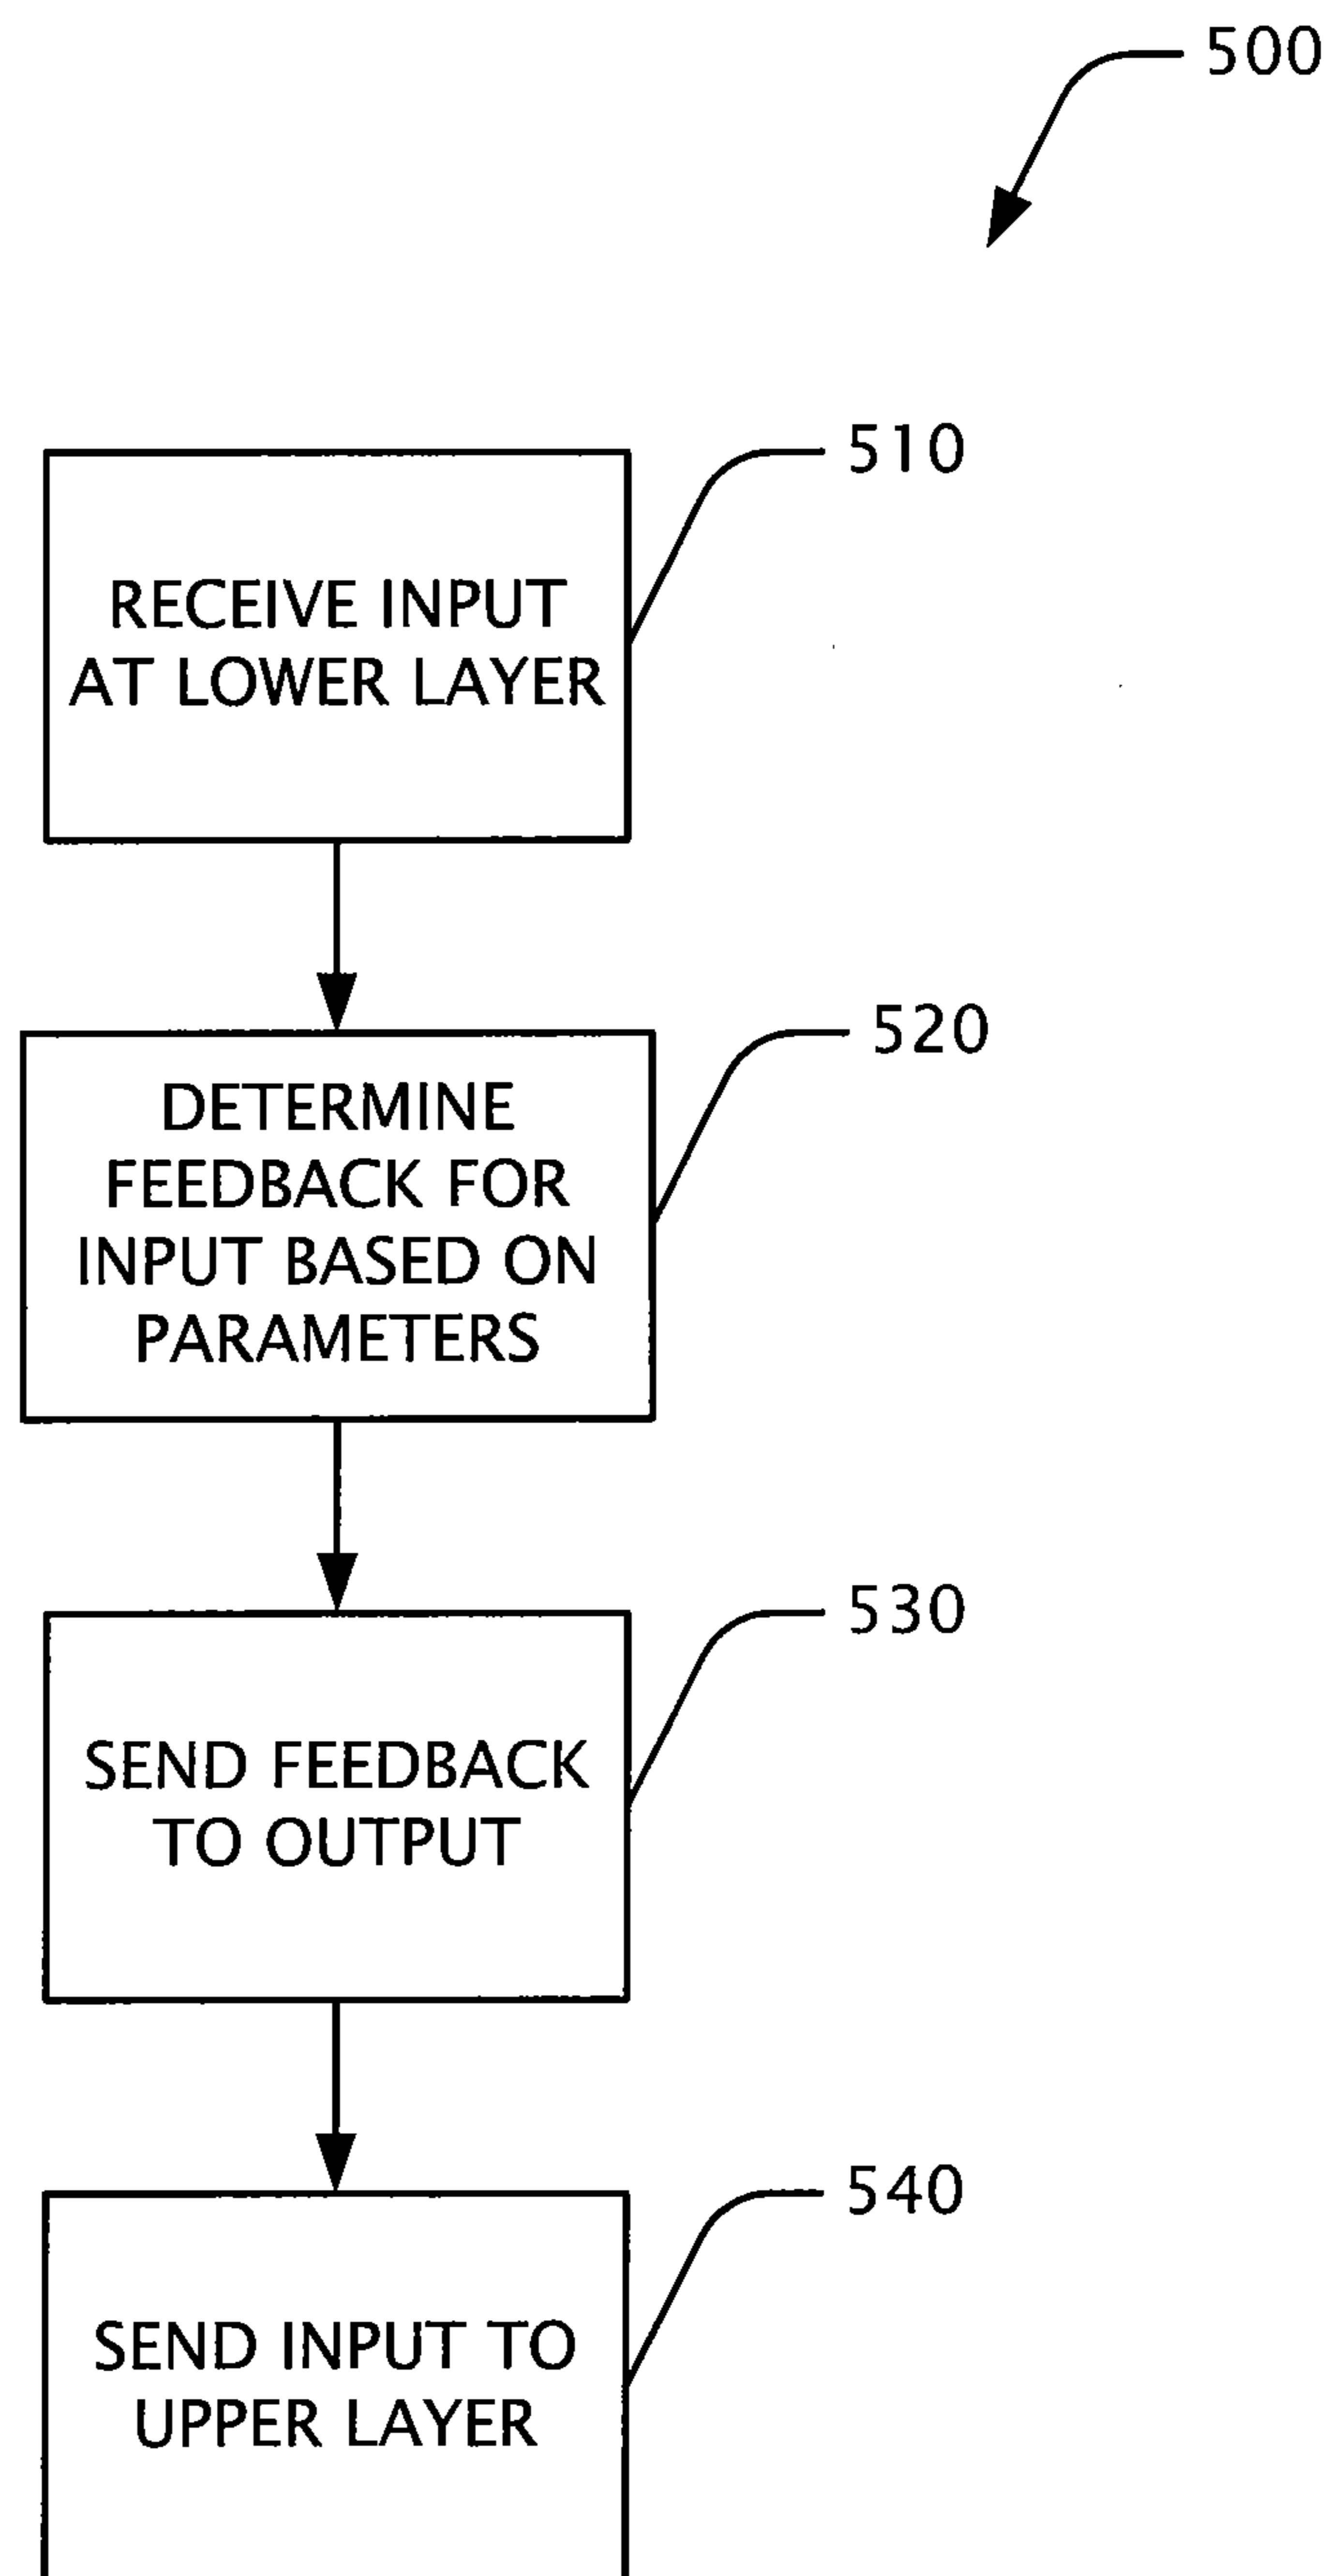 500
510
RECEIVE INPUT
AT LOWER LAYER
520
DETERMINE
FEEDBACK FOR
INPUT BASED ON
PARAMETERS
530
SEND FEEDBACK
TO OUTPUT
540
SEND INPUT TO
UPPER LAYER